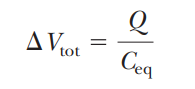 ΔV_tot = Q / C_eq